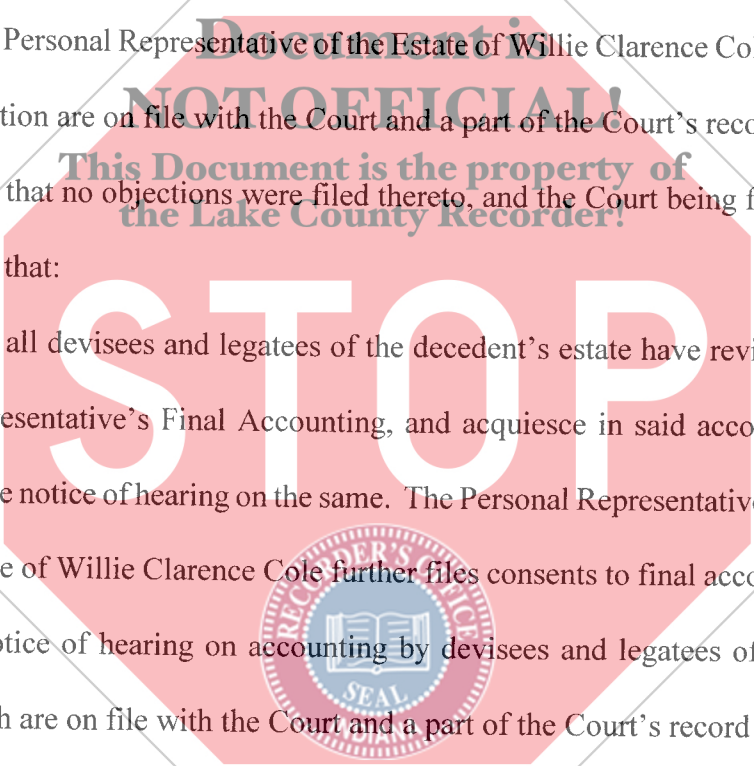 Document is
Personal Representative of the Estate of Willie Clarence Co
NOT OFFICIAL!
tion are on file with the Court and a part of the Court's reco
This Document is the property of
that no objections were filed thereto, and the Court being f
the Lake County Recorder!
that:
all devisees and legatees of the decedent's estate have revi
esentative's Final Accounting, and acquiesce in said acco
STOP
e notice of hearing on the same. The Personal Representativ
e of Willie Clarence Cole further files consents to final acco
otice of hearing on accounting by devisees and legatees of
h are on file with the Court and a part of the Court's record
RECORDER'S OFFICE
SEAL
INDIANA